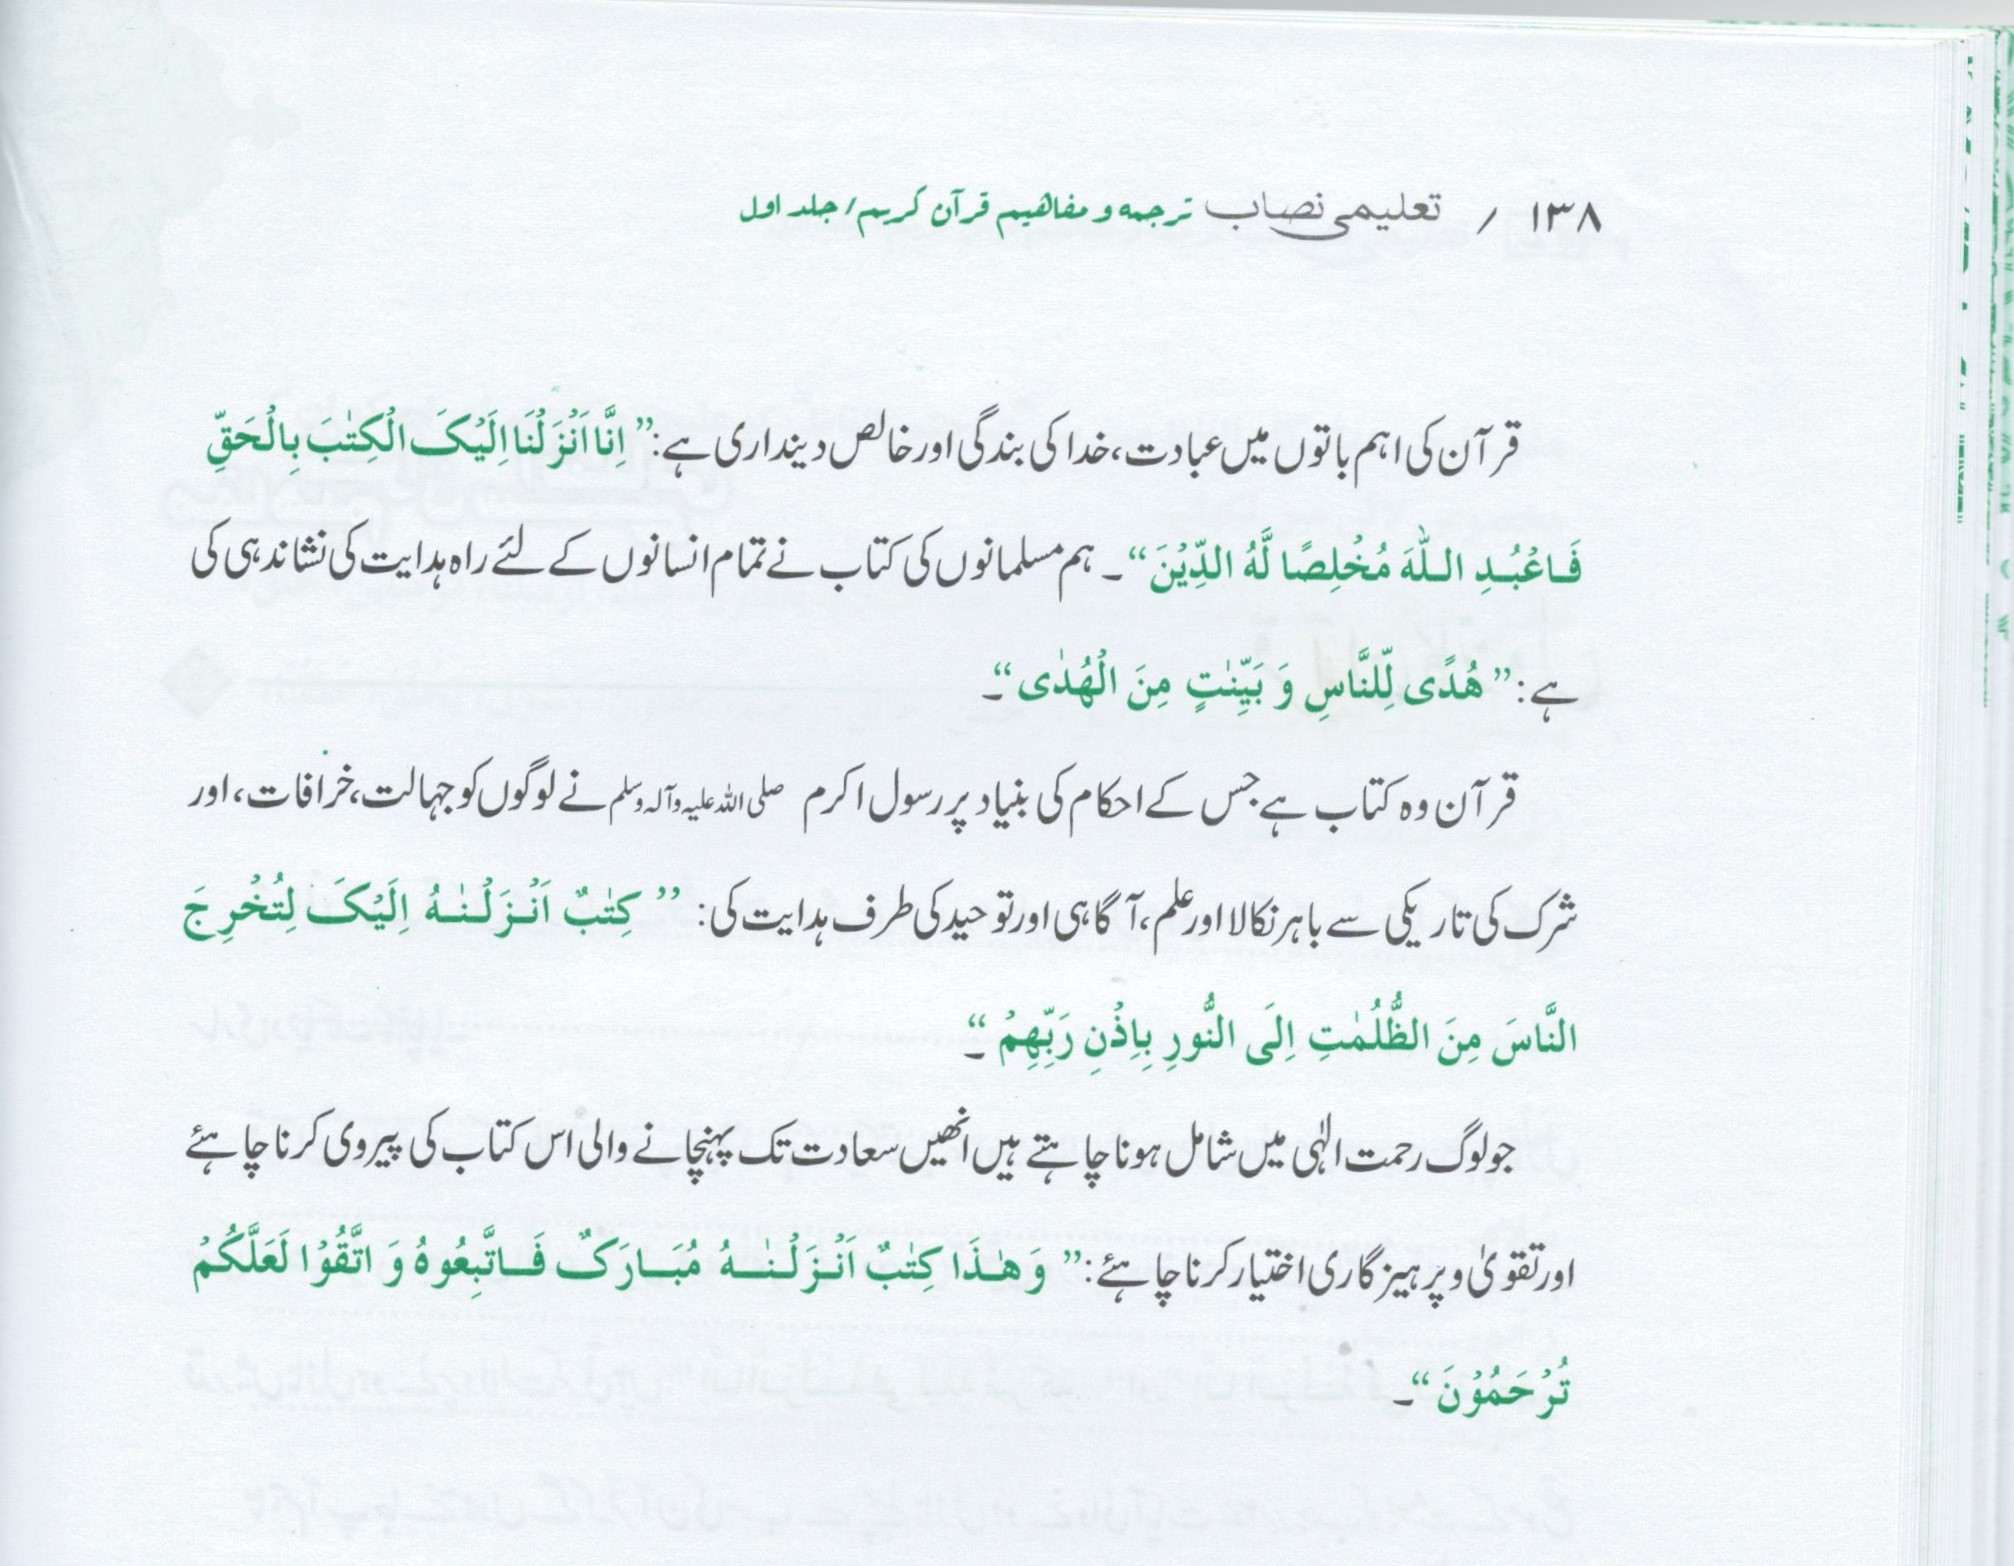 ۱۳۸ / تعلیمی نصاب ترجمہ و مفاھیم قرآن کریم/ جلد اول
قرآن کی اہم باتوں میں عبادت، خدا کی بندگی اور خالص دینداری ہے: ” اِنَّا اَنْزَلْنَا اِلَیْکَ الْکِتٰبَ بِالْحَقِّ
فَاعْبُدِ اللّٰهَ مُخْلِصًا لَّهُ الدِّیْنَ “۔ ہم مسلمانوں کی کتاب نے تمام انسانوں کے لئے راہ ہدایت کی نشاندہی کی
ہے: ” هُدًی لِّلنَّاسِ وَ بَیِّنٰتٍ مِنَ الْهُدٰی “۔
قرآن وہ کتاب ہے جس کے احکام کی بنیاد پر رسول اکرم صلی اللہ علیہ وآلہ وسلم نے لوگوں کو جہالت، خرافات، اور
شرک کی تاریکی سے باہر نکالا اور علم، آگاہی اور توحید کی طرف ہدایت کی: ” کِتٰبٌ اَنْزَلْنٰهُ اِلَیْکَ لِتُخْرِجَ
النَّاسَ مِنَ الظُّلُمٰتِ اِلَی النُّورِ بِاِذْنِ رَبِّهِمْ “۔
جو لوگ رحمت الٰہی میں شامل ہونا چاہتے ہیں انھیں سعادت تک پہنچانے والی اس کتاب کی پیروی کرنا چاہئے
اور تقویٰ و پرہیزگاری اختیار کرنا چاہئے: ” وَ هٰذَا کِتٰبٌ اَنْزَلْنٰهُ مُبَارَکٌ فَاتَّبِعُوهُ وَ اتَّقُوْا لَعَلَّکُمْ
تُرْحَمُوْنَ “۔